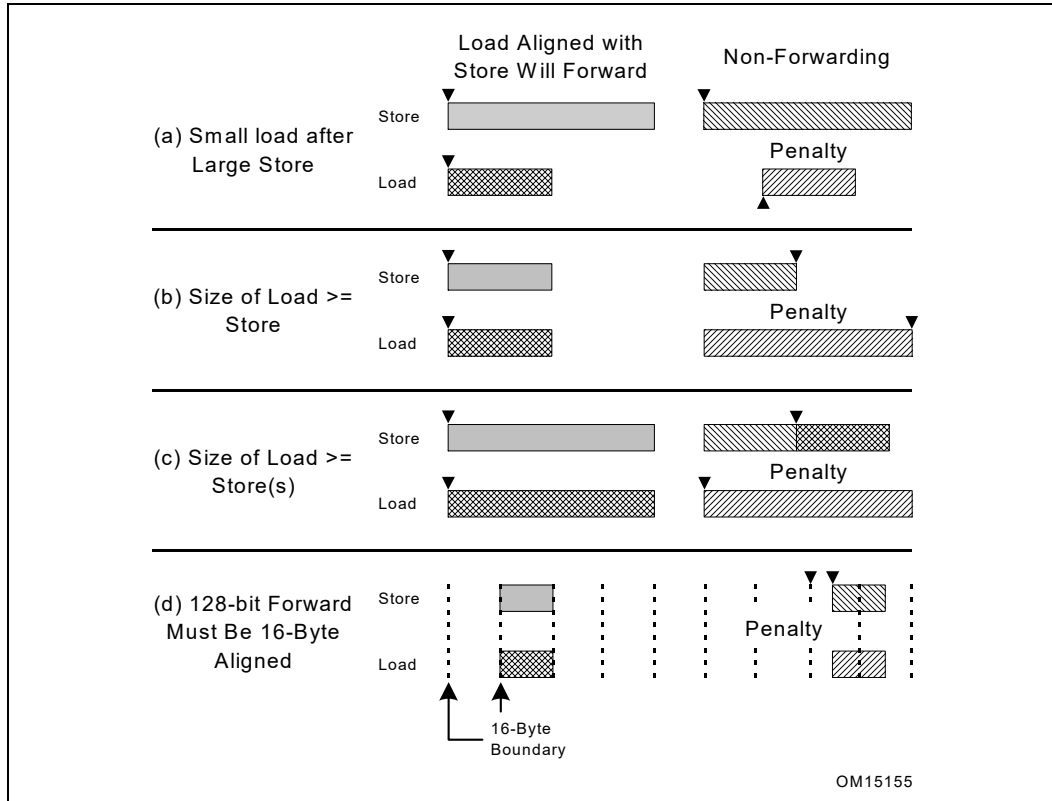 Load Aligned with
Store Will Forward
Non-Forwarding
(a) Small load after
Large Store
Store
Load
Penalty
(b) Size of Load >=
Store
Store
Load
Penalty
(c) Size of Load >=
Store(s)
Store
Load
Penalty
(d) 128-bit Forward
Must Be 16-Byte
Aligned
Store
Load
Penalty
16-Byte
Boundary
OM15155